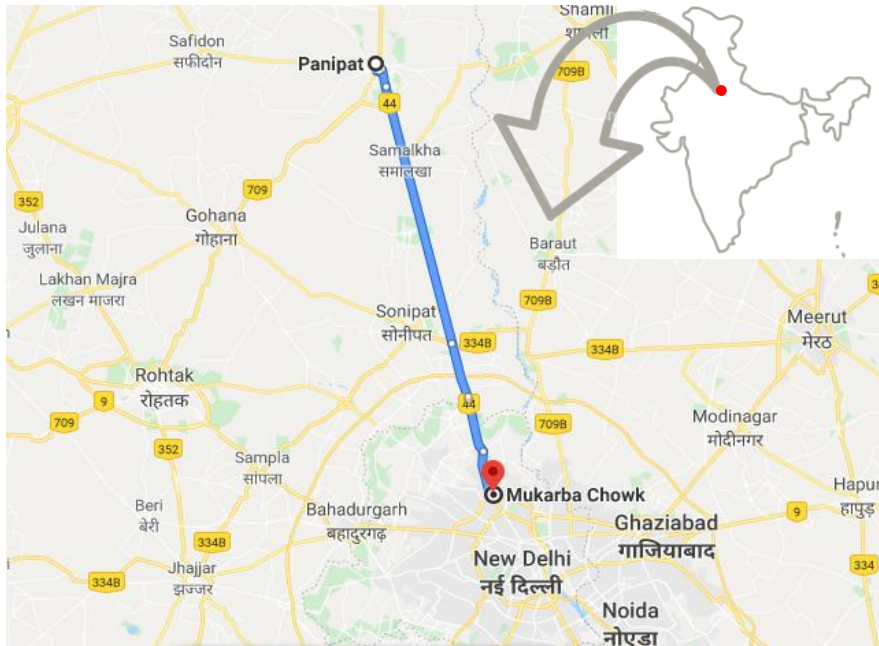 Shamli
शामली
Safidon
सफीदोन
Panipat
709B
44
Samalkha
समालखा
709
352
Gohana
गोहाना
Julana
जुलाना
Baraut
बड़ौत
Lakhan Majra
लखन माजरा
709B
Sonipat
सोनीपत
334B
334B
Meerut
मेरठ
Rohtak
रोहतक
9
44
709
709B
Modinagar
मोदीनगर
352
Sampla
सांपला
Mukarba Chowk
Hapur
हापुड़
Beri
बेरी
Bahadurgarh
बहादुरगढ़
9
Ghaziabad
गाजियाबाद
334B
New Delhi
नई दिल्ली
Jhajjar
झज्जर
334B
334
Noida
नोएडा